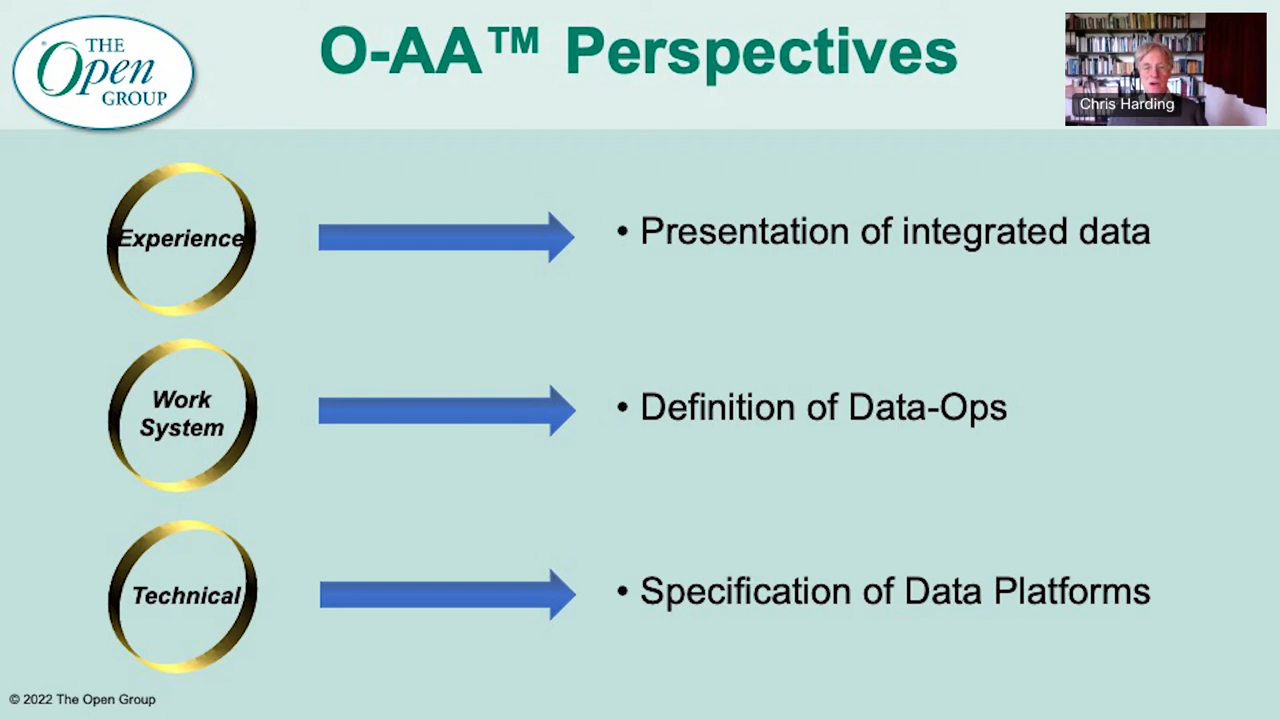 THE
Open
GROUP
O-AA™ Perspectives
Chris Harding
Experience
• Presentation of integrated data
Work
System
• Definition of Data-Ops
Technical
• Specification of Data Platforms
© 2022 The Open Group